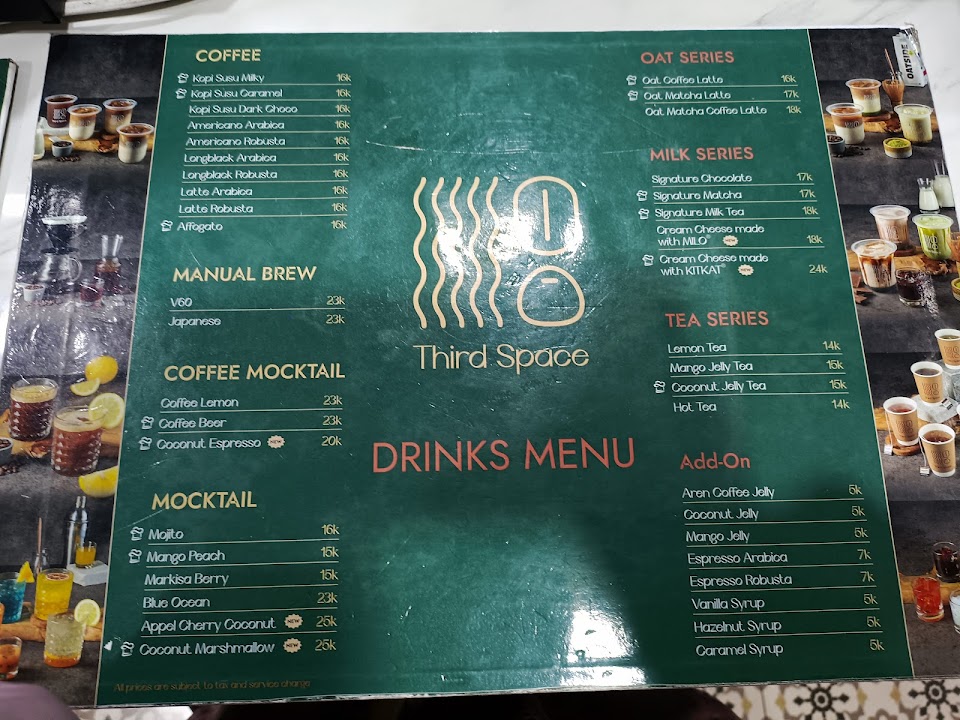 COFFEE
Kopi Susu Milky 16k
Kopi Susu Caramel 16k
Kopi Susu Dark Choco 16k
Americano Arabica 16k
Americano Robusta 16k
Longblack Arabica 16k
Longblack Robusta 16k
Latte Arabica 16k
Latte Robusta 16k
Affogato 16k
MANUAL BREW
V60 23k
Japanese 23k
COFFEE MOCKTAIL
Coffee Lemon 23k
Coffee Beer 23k
Coconut Espresso NEW 20k
MOCKTAIL
Mojito 16k
Mango Peach 15k
Markisa Berry 15k
Blue Ocean 23k
Appel Cherry Coconut NEW 25k
Coconut Marshmallow NEW 25k
All prices are subject to tax and service charge
Third Space
DRINKS MENU
OAT SERIES
Oat Coffee Latte 16k
Oat Matcha Latte 17k
Oat Matcha Coffee Latte 18k
MILK SERIES
Signature Chocolate 17k
Signature Matcha 17k
Signature Milk Tea 18k
Cream Cheese made
with MILO® NEW 18k
Cream Cheese made
with KITKAT® NEW 24k
TEA SERIES
Lemon Tea 14k
Mango Jelly Tea 15k
Coconut Jelly Tea 15k
Hot Tea 14k
Add-On
Aren Coffee Jelly 5k
Coconut Jelly 5k
Mango Jelly 5k
Espresso Arabica 7k
Espresso Robusta 7k
Vanilla Syrup 5k
Hazelnut Syrup 5k
Caramel Syrup 5k
OATSIDE